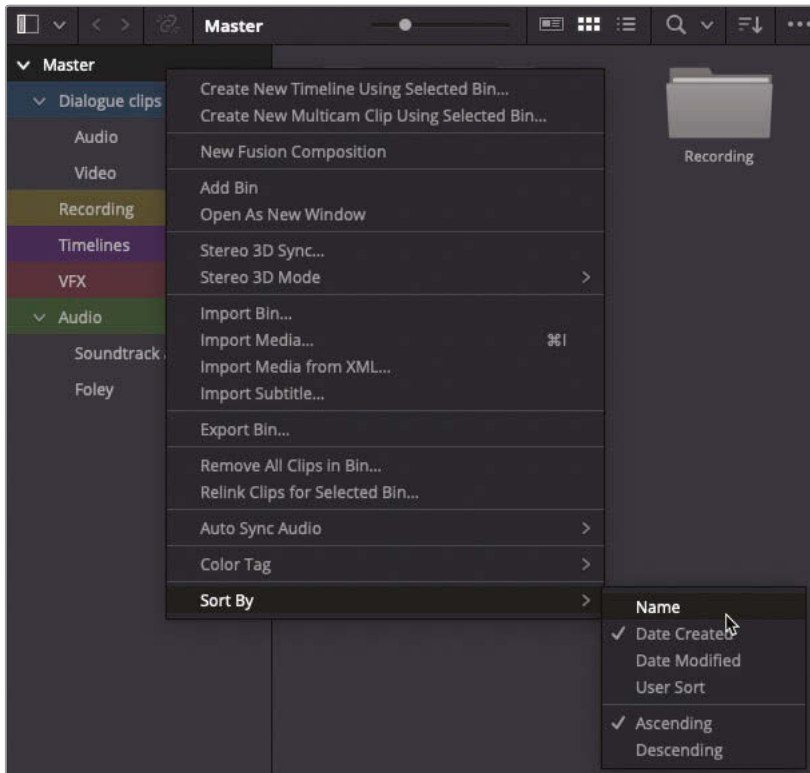 Master
Master
Dialogue clips
Audio
Video
Recording
Timelines
VFX
Audio
Soundtrack
Foley
Create New Timeline Using Selected Bin...
Create New Multicam Clip Using Selected Bin...
New Fusion Composition
Add Bin
Open As New Window
Stereo 3D Sync...
Stereo 3D Mode
Import Bin...
Import Media... ⌘I
Import Media from XML...
Import Subtitle...
Export Bin...
Remove All Clips in Bin...
Relink Clips for Selected Bin...
Auto Sync Audio
Color Tag
Sort By
Name
Date Created
Date Modified
User Sort
Ascending
Descending
Recording